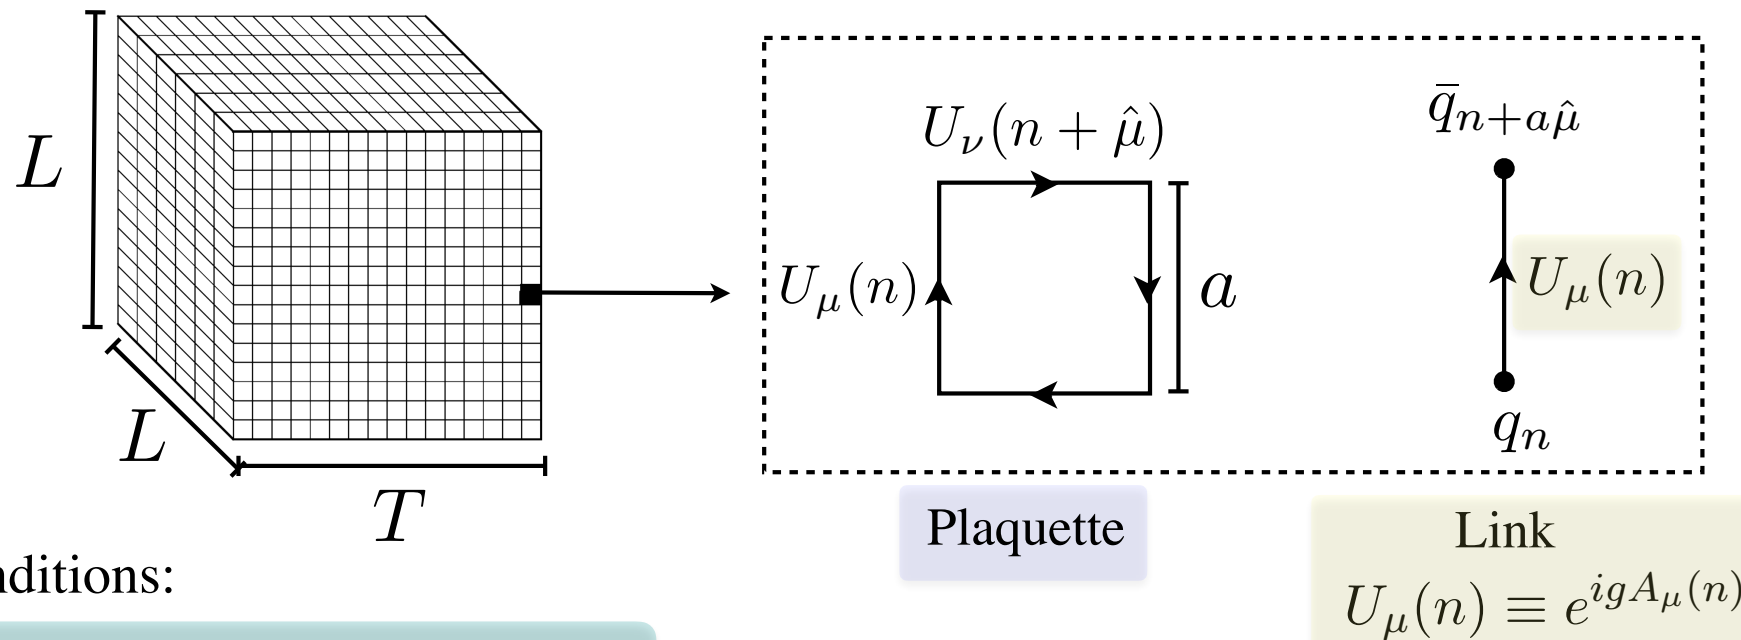 L
L
T
U_ν(n + μ̂)
U_μ(n)
a
q̄_{n+aμ̂}
U_μ(n)
q_n
Plaquette
Link
U_μ(n) ≡ e^{igA_μ(n)}
nditions: